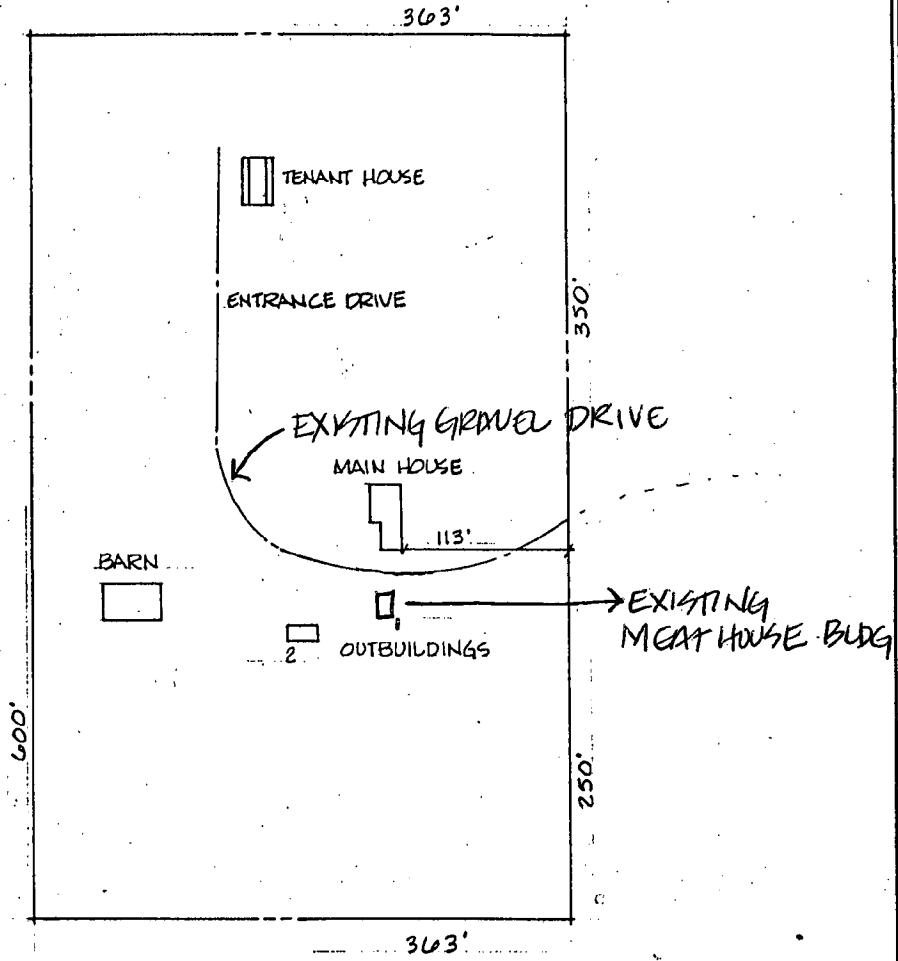 363'
TENANT HOUSE
ENTRANCE DRIVE
350'
EXISTING GRAVEL DRIVE
MAIN HOUSE
113'
BARN
EXISTING
MEAT HOUSE BLDG
1
2
OUTBUILDINGS
600'
250'
363'